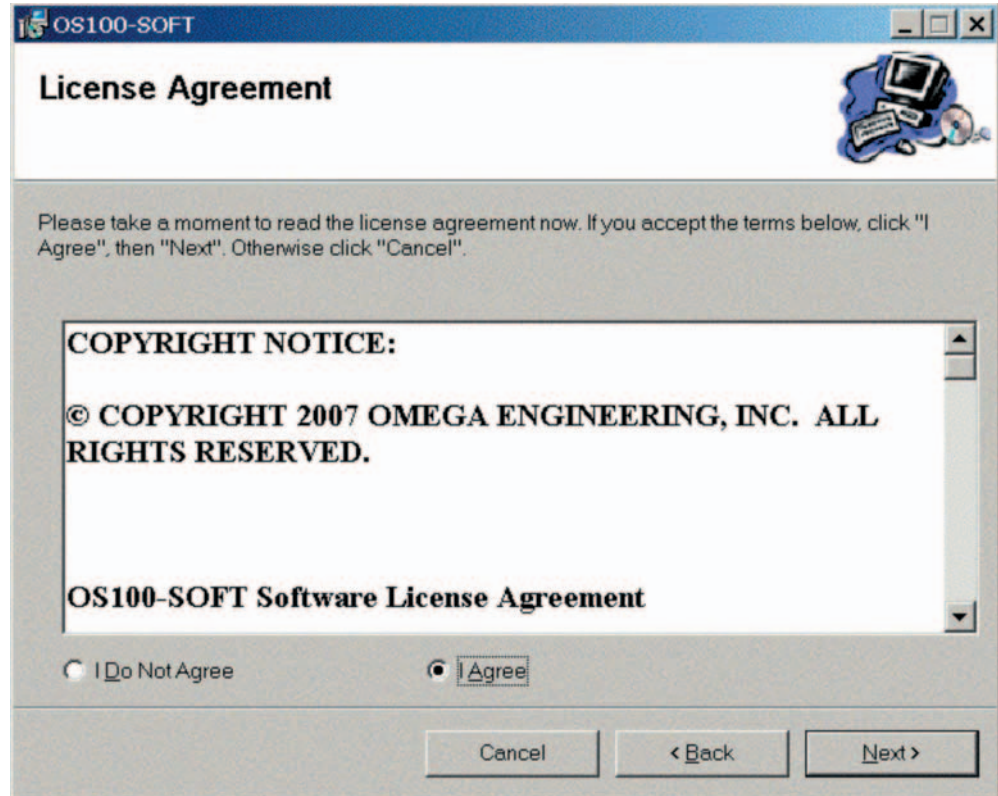 OS100-SOFT
License Agreement
Please take a moment to read the license agreement now. If you accept the terms below, click "I
Agree", then "Next". Otherwise click "Cancel".
COPYRIGHT NOTICE:
© COPYRIGHT 2007 OMEGA ENGINEERING, INC. ALL
RIGHTS RESERVED.
OS100-SOFT Software License Agreement
I Do Not Agree
I Agree
Cancel
< Back
Next >